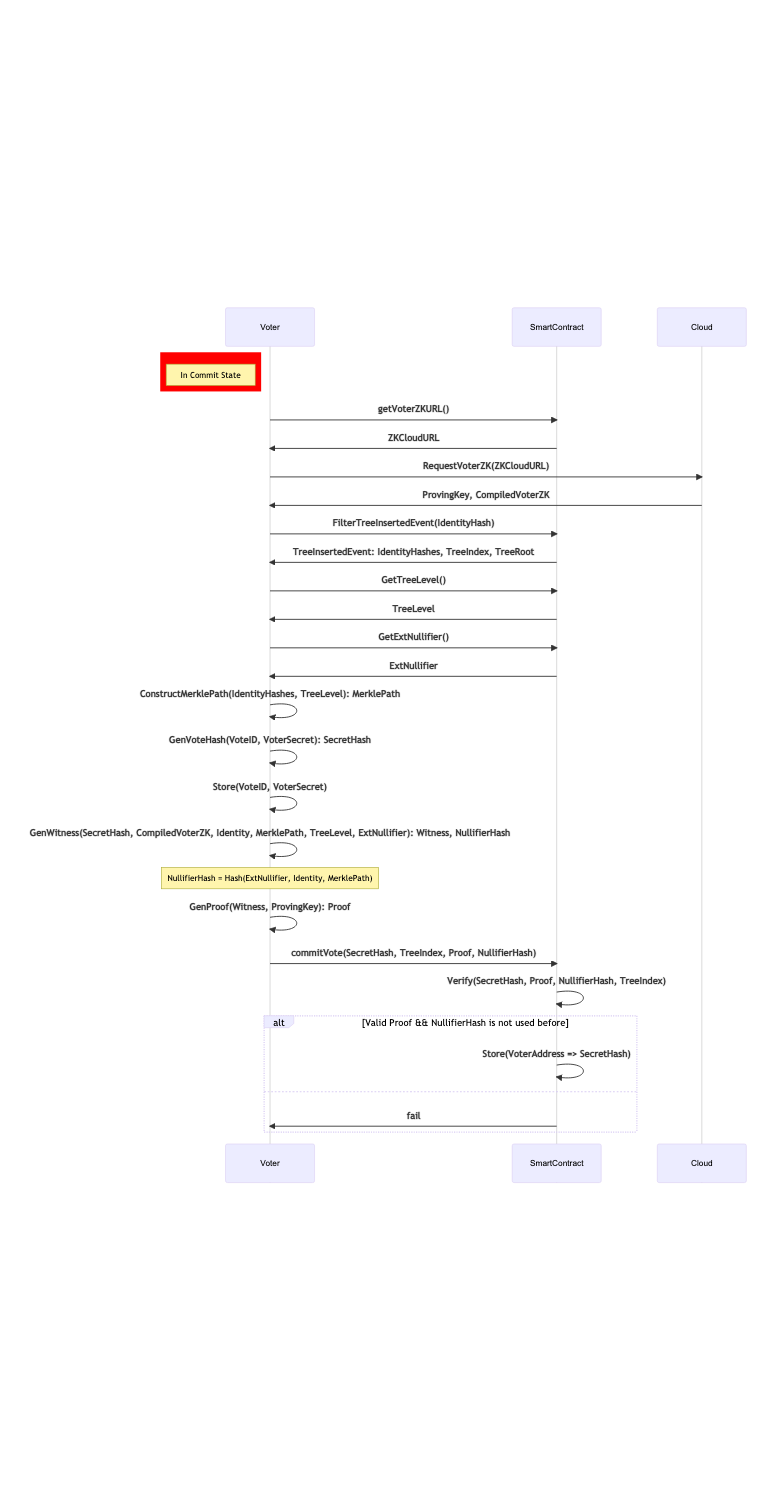 Voter
SmartContract
Cloud
In Commit State
getVoterZKURL()
ZKCloudURL
RequestVoterZK(ZKCloudURL)
ProvingKey, CompiledVoterZK
FilterTreeInsertedEvent(IdentityHash)
TreeInsertedEvent: IdentityHashes, TreeIndex, TreeRoot
GetTreeLevel()
TreeLevel
GetExtNullifier()
ExtNullifier
ConstructMerklePath(IdentityHashes, TreeLevel): MerklePath
GenVoteHash(VoteID, VoterSecret): SecretHash
Store(VoteID, VoterSecret)
GenWitness(SecretHash, CompiledVoterZK, Identity, MerklePath, TreeLevel, ExtNullifier): Witness, NullifierHash
NullifierHash = Hash(ExtNullifier, Identity, MerklePath)
GenProof(Witness, ProvingKey): Proof
commitVote(SecretHash, TreeIndex, Proof, NullifierHash)
Verify(SecretHash, Proof, NullifierHash, TreeIndex)
alt
[Valid Proof && NullifierHash is not used before]
Store(VoterAddress => SecretHash)
fail
Voter
SmartContract
Cloud